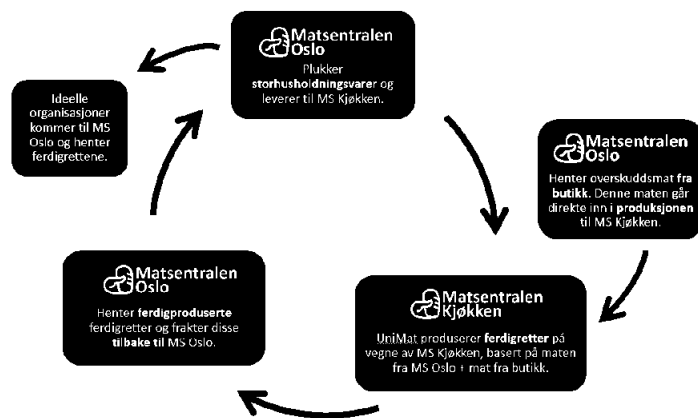 Matsentralen
Oslo
Plukker
storhusholdningsvarer og
leverer til MS Kjøkken.
Ideelle
organisasjoner
kommer til MS
Oslo og henter
ferdigrettene.
Matsentralen
Oslo
Henter overskuddsmat fra
butikk. Denne maten går
direkte inn i produksjonen
til MS Kjøkken.
Matsentralen
Oslo
Henter ferdigproduserte
ferdigretter og frakter disse
tilbake til MS Oslo.
Matsentralen
Kjøkken
UniMat produserer ferdigretter på
vegne av MS Kjøkken, basert på maten
fra MS Oslo + mat fra butikk.